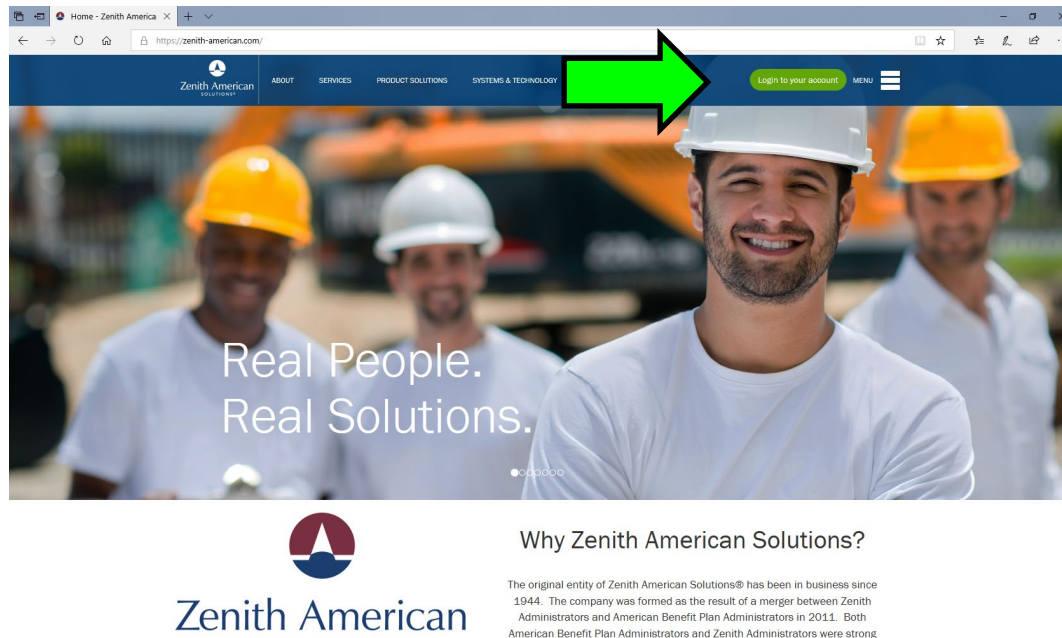 Home - Zenith America
https://zenith-american.com/
Zenith American
SOLUTIONS®
ABOUT
SERVICES
PRODUCT SOLUTIONS
SYSTEMS & TECHNOLOGY
Login to your account
MENU
Real People.
Real Solutions.
Zenith American
Why Zenith American Solutions?
The original entity of Zenith American Solutions® has been in business since
1944. The company was formed as the result of a merger between Zenith
Administrators and American Benefit Plan Administrators in 2011. Both
American Benefit Plan Administrators and Zenith Administrators were strong